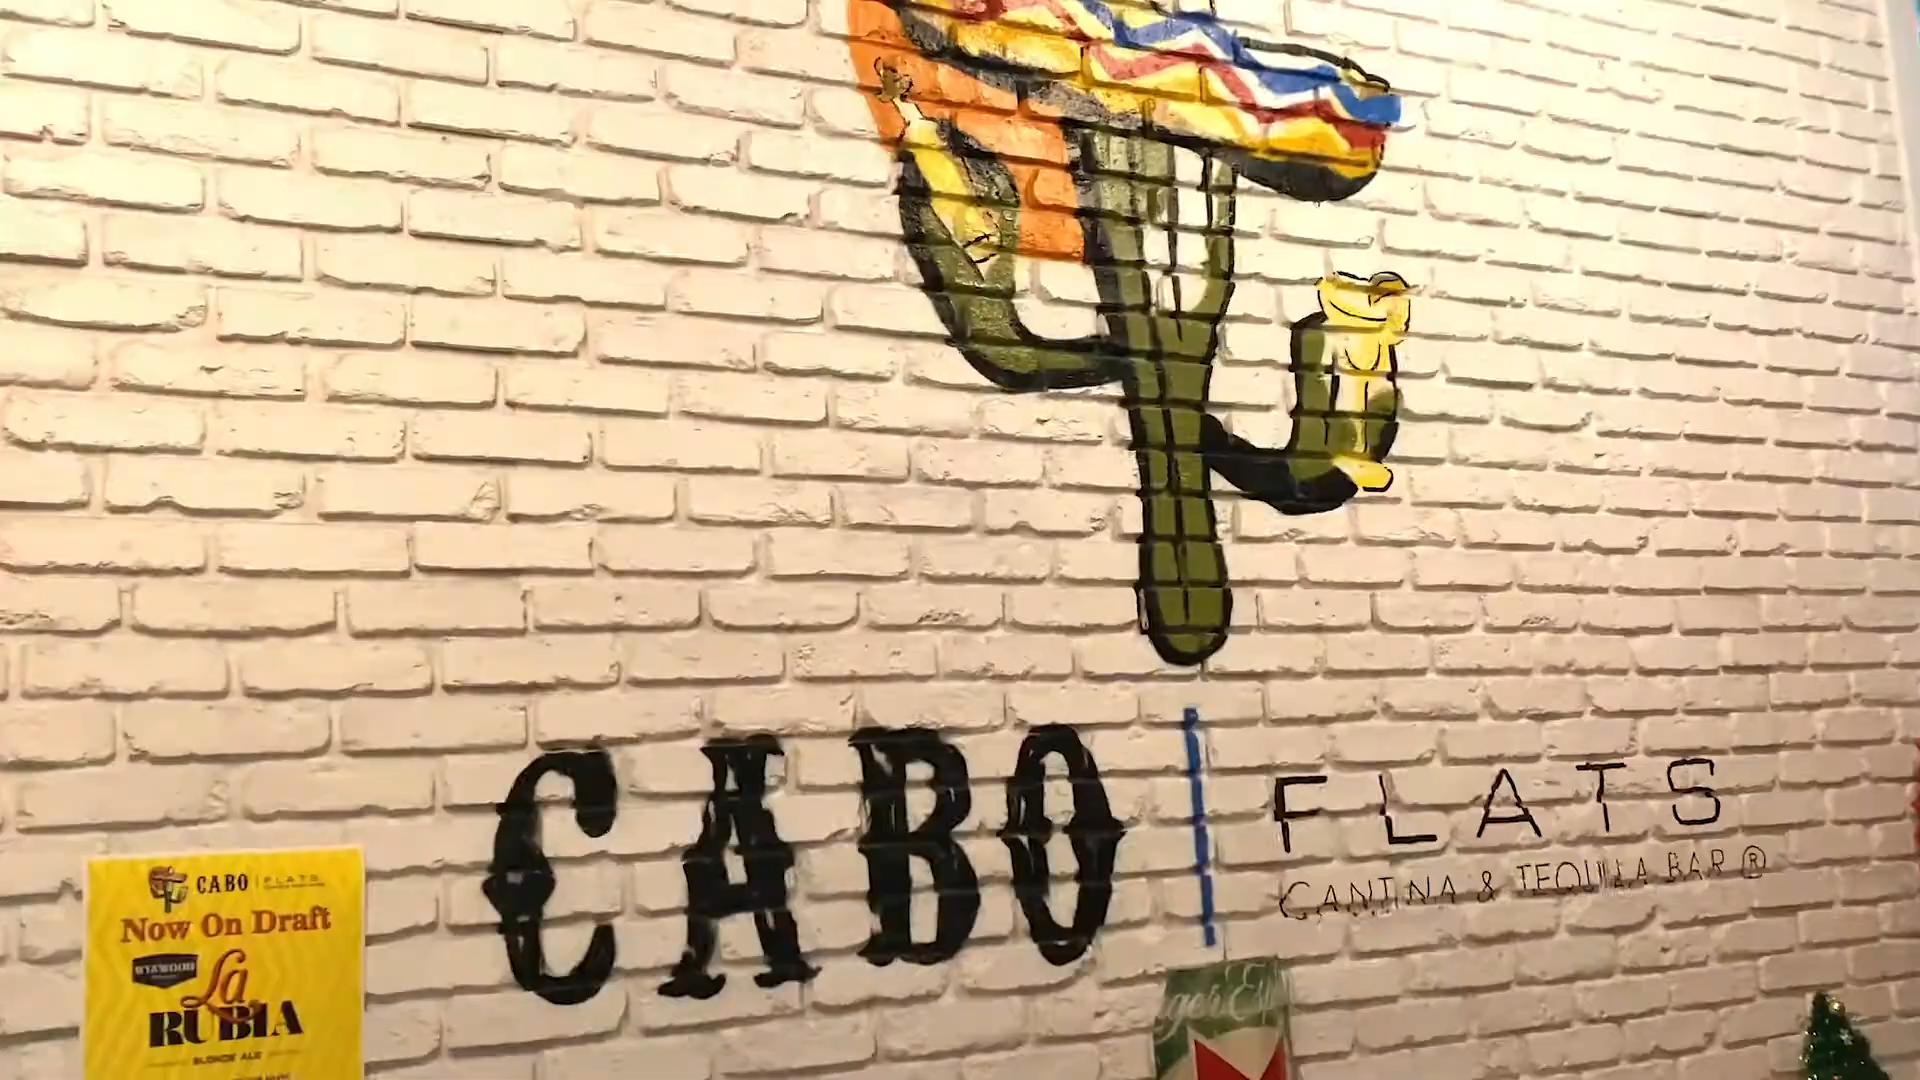 CABO
FLATS
CANTINA & TEQUILA BAR ®
CABO | FLATS
Now On Draft
WYNWOOD
La
RUBIA
BLONDE ALE